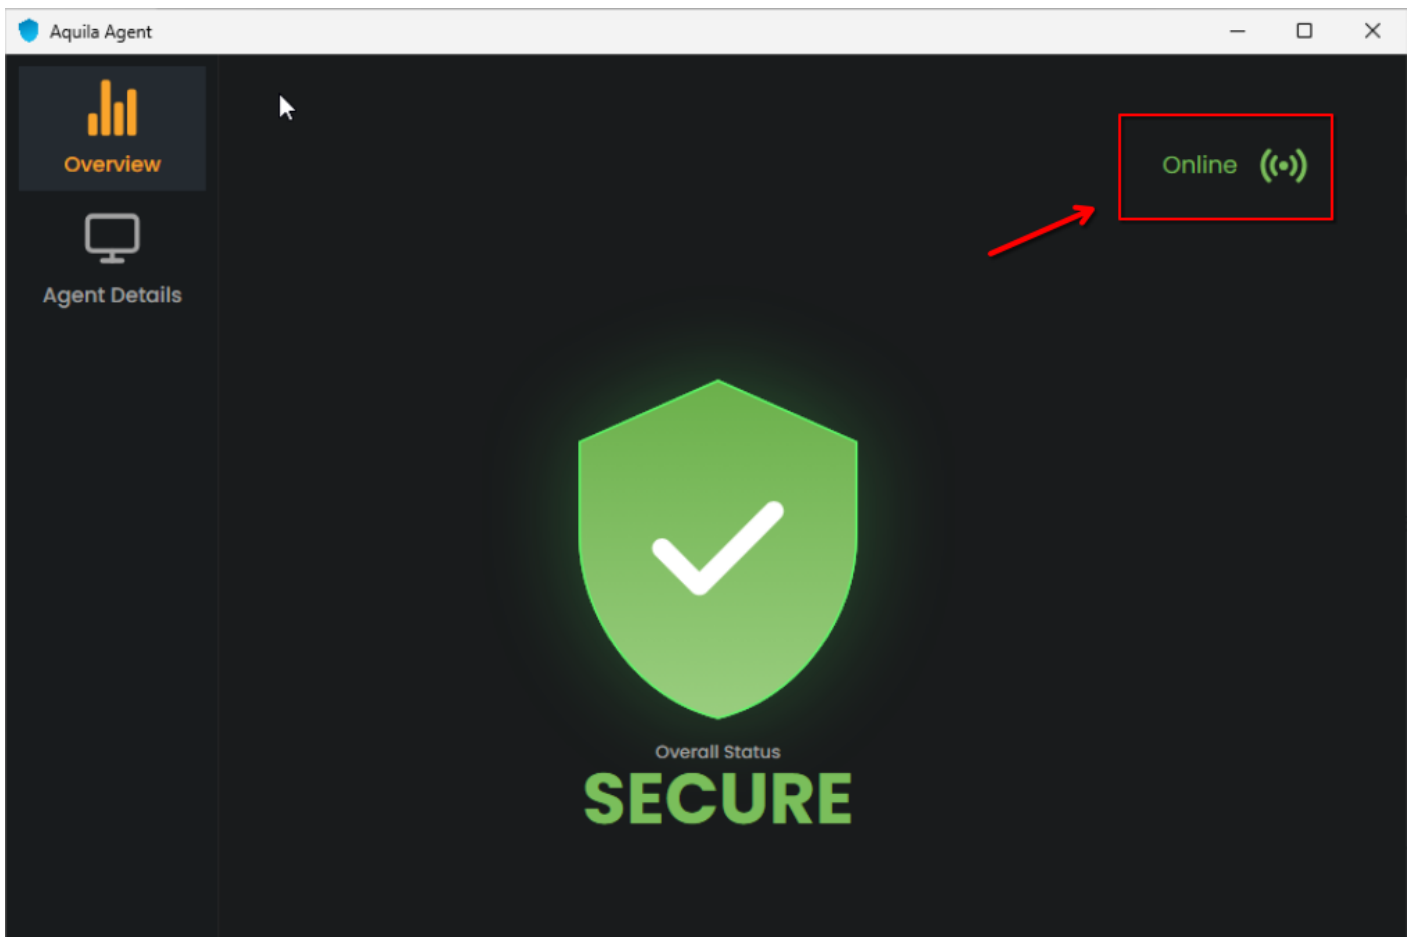 Aquila Agent
Overview
Agent Details
Online
Overall Status
SECURE